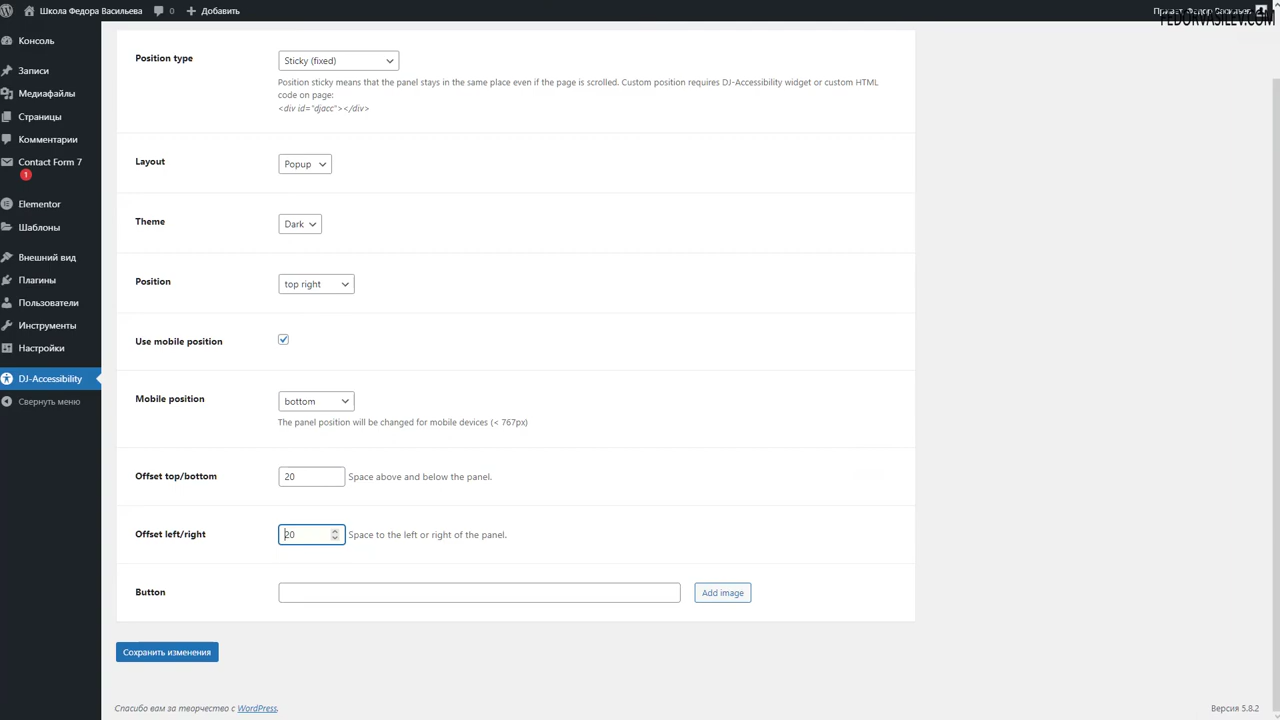 Школа Федора Васильева 0 Добавить
FEDORVASILEV.COM
Консоль
Записи
Медиафайлы
Страницы
Комментарии
Contact Form 7
1
Elementor
Шаблоны
Внешний вид
Плагины
Пользователи
Инструменты
Настройки
DJ-Accessibility
Свернуть меню
Position type
Sticky (fixed)
Position sticky means that the panel stays in the same place even if the page is scrolled. Custom position requires DJ-Accessibility widget or custom HTML
code on page:
<div id="djacc"></div>
Layout
Popup
Theme
Dark
Position
top right
Use mobile position
Mobile position
bottom
The panel position will be changed for mobile devices (< 767px)
Offset top/bottom
20 Space above and below the panel.
Offset left/right
20 Space to the left or right of the panel.
Button
Add image
Сохранить изменения
Спасибо вам за творчество с WordPress.
Версия 5.8.2